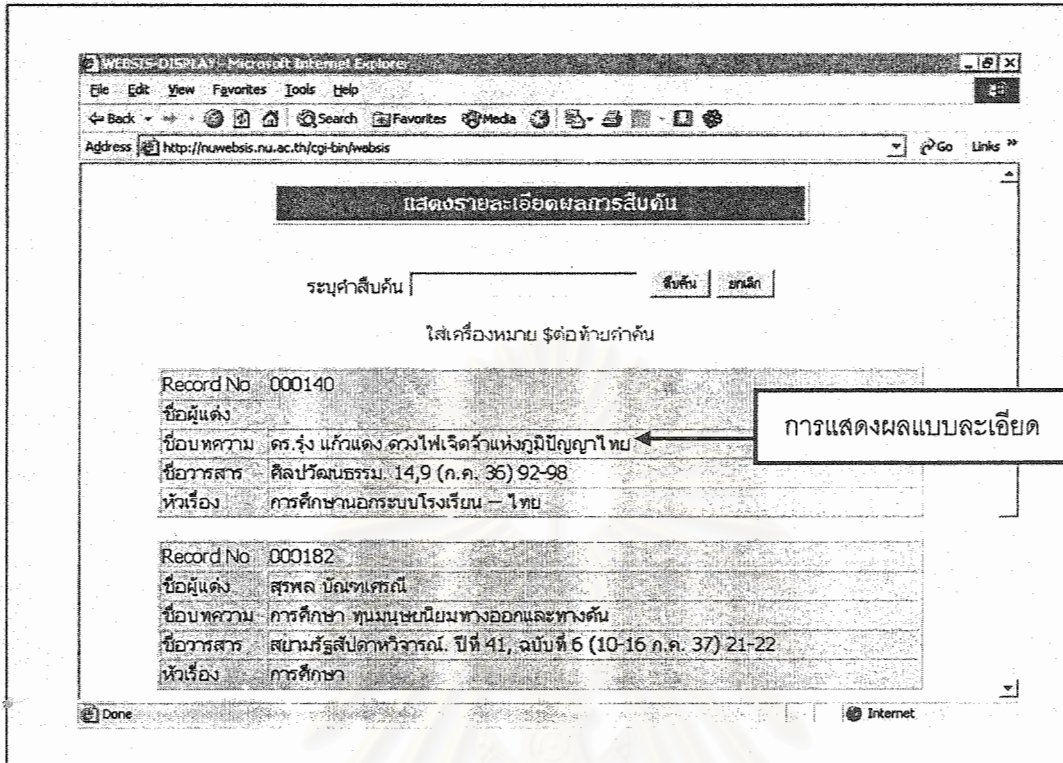 WEBSIS-DISPLAY - Microsoft Internet Explorer
File Edit View Favorites Tools Help
Back Search Favorites Media
Address http://nuwebsis.nu.ac.th/cgi-bin/websis Go Links »
แสดงรายละเอียดผลการสืบค้น
ระบุคำสืบค้น สืบค้น ยกเลิก
ใส่เครื่องหมาย $ต่อท้ายคำค้น
Record No 000140
ชื่อผู้แต่ง
ชื่อบทความ ดร.รุ่ง แก้วแดง ดวงไฟเจิดจ้าแห่งภูมิปัญญาไทย
การแสดงผลแบบละเอียด
ชื่อวารสาร ศิลปวัฒนธรรม. 14,9 (ก.ค. 36) 92-98
หัวเรื่อง การศึกษานอกระบบโรงเรียน -- ไทย
Record No 000182
ชื่อผู้แต่ง สุรพล บัณฑเศรณี
ชื่อบทความ การศึกษา ทุนมนุษยนิยมทางออกและทางตัน
ชื่อวารสาร สยามรัฐสัปดาหวิจารณ์. ปีที่ 41, ฉบับที่ 6 (10-16 ก.ค. 37) 21-22
หัวเรื่อง การศึกษา
Done Internet